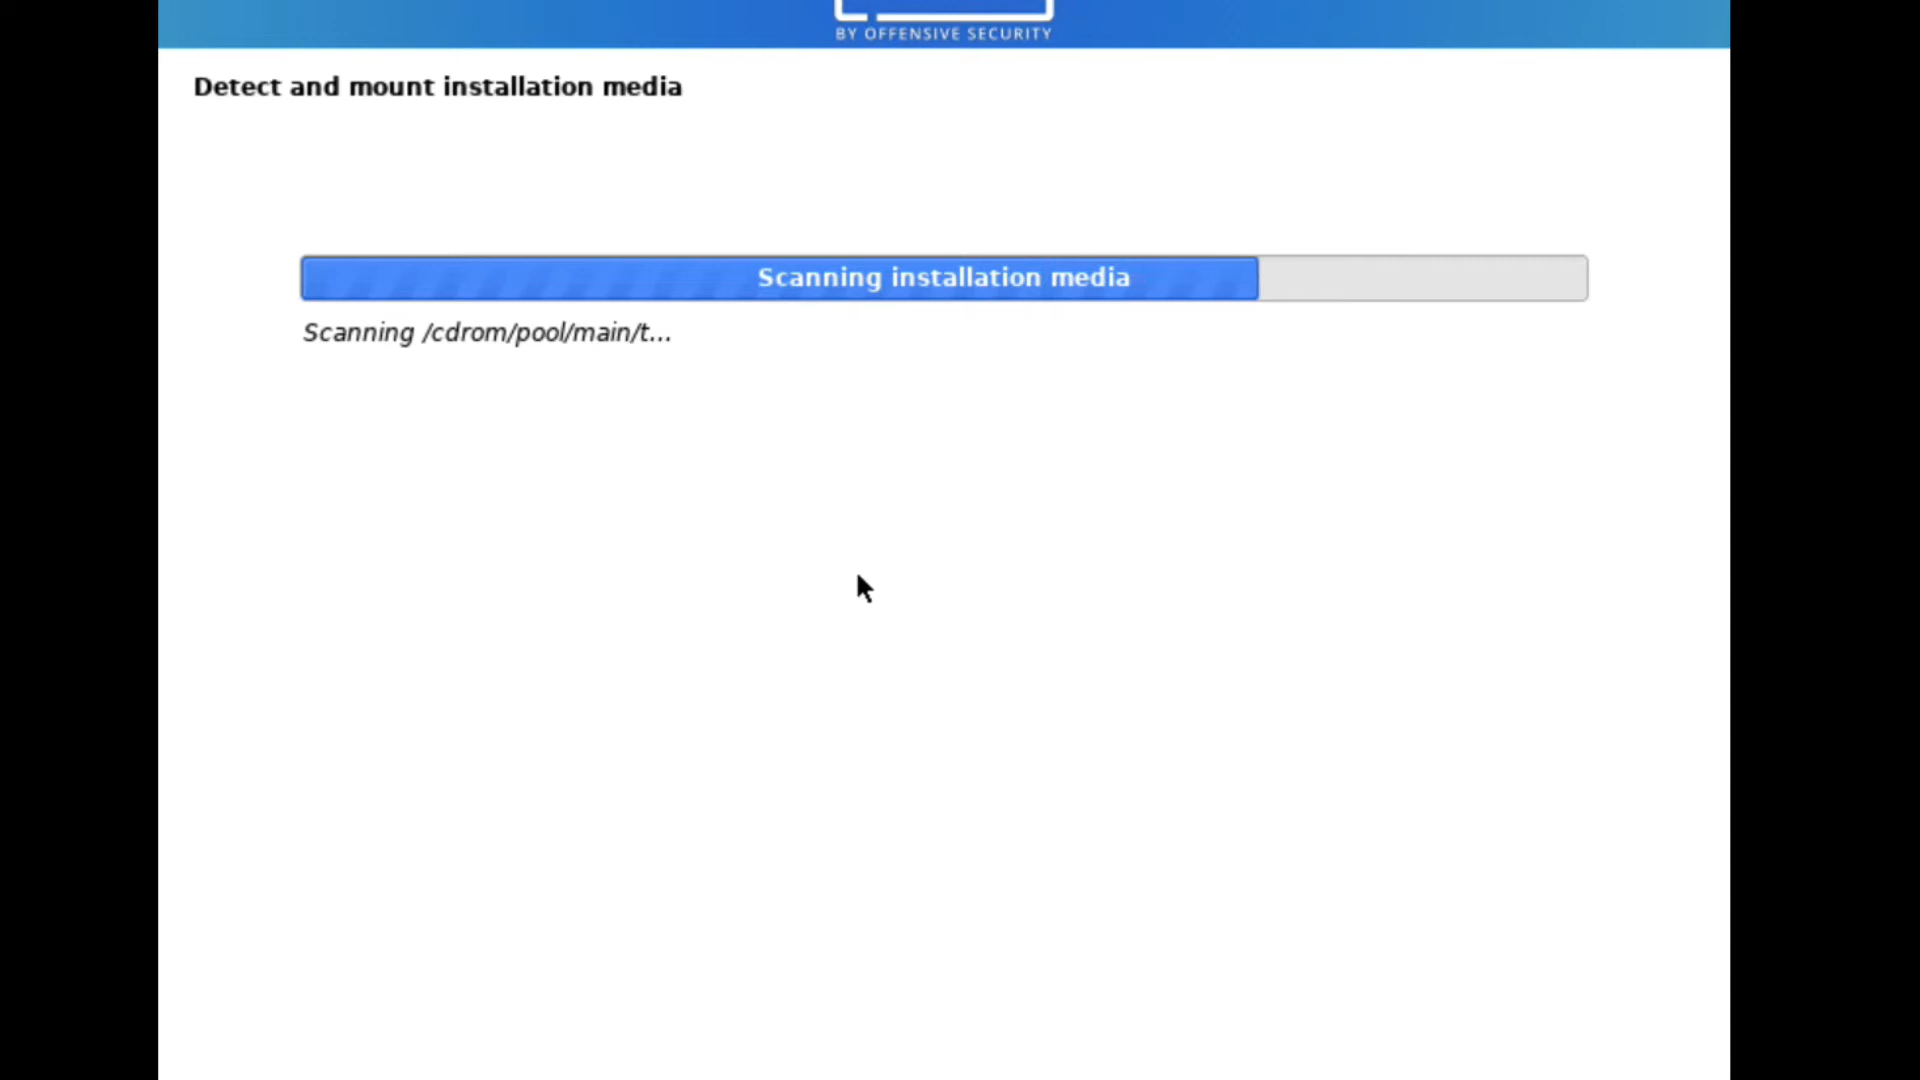 BY OFFENSIVE SECURITY
Detect and mount installation media
Scanning installation media
Scanning /cdrom/pool/main/t...